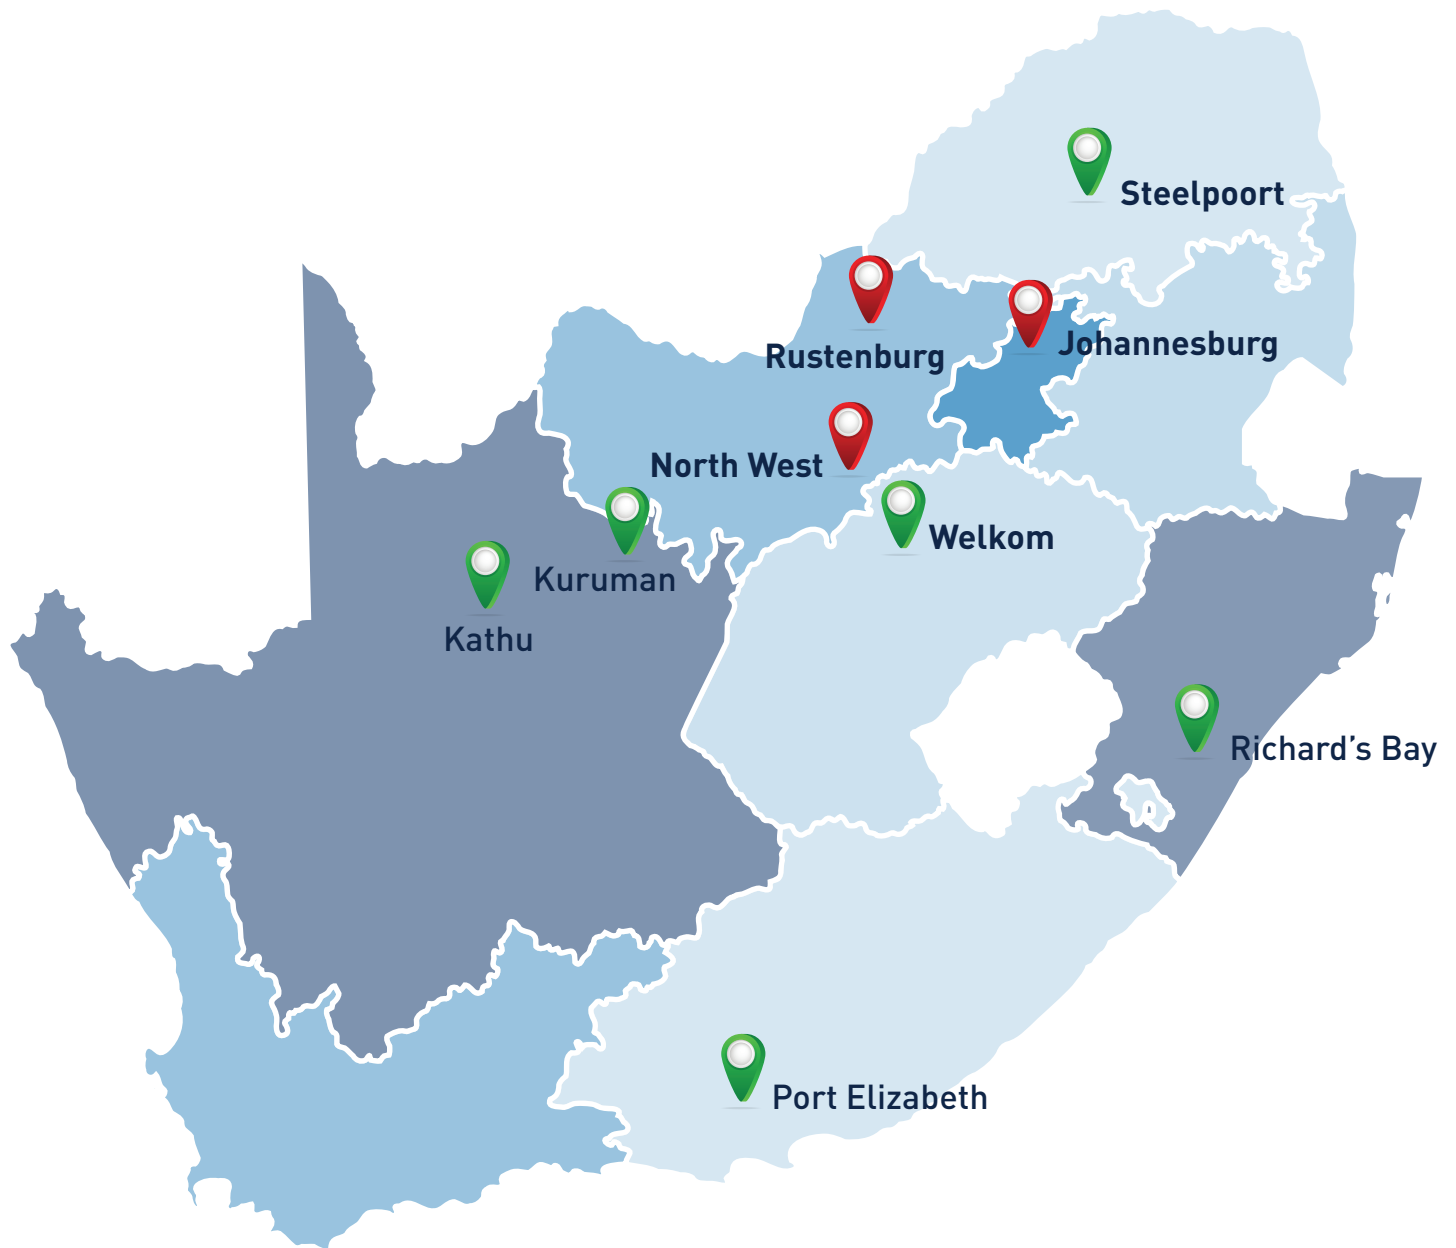 Steelpoort
Johannesburg
Rustenburg
North West
Welkom
Kuruman
Kathu
Richard’s Bay
Port Elizabeth